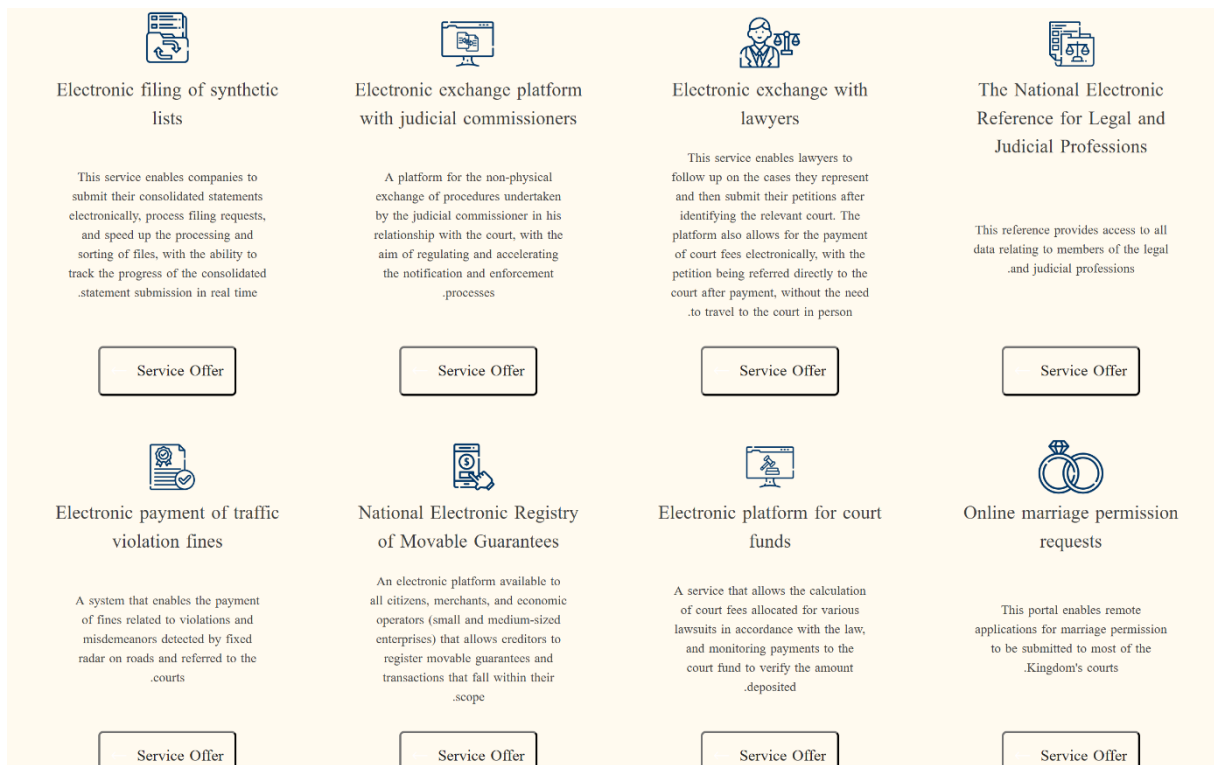 Electronic filing of synthetic
lists
This service enables companies to
submit their consolidated statements
electronically, process filing requests,
and speed up the processing and
sorting of files, with the ability to
track the progress of the consolidated
.statement submission in real time
Service Offer
Electronic exchange platform
with judicial commissioners
A platform for the non-physical
exchange of procedures undertaken
by the judicial commissioner in his
relationship with the court, with the
aim of regulating and accelerating
the notification and enforcement
.processes
Service Offer
Electronic exchange with
lawyers
This service enables lawyers to
follow up on the cases they represent
and then submit their petitions after
identifying the relevant court. The
platform also allows for the payment
of court fees electronically, with the
petition being referred directly to the
court after payment, without the need
.to travel to the court in person
Service Offer
The National Electronic
Reference for Legal and
Judicial Professions
This reference provides access to all
data relating to members of the legal
.and judicial professions
Service Offer
Electronic payment of traffic
violation fines
A system that enables the payment
of fines related to violations and
misdemeanors detected by fixed
radar on roads and referred to the
.courts
Service Offer
National Electronic Registry
of Movable Guarantees
An electronic platform available to
all citizens, merchants, and economic
operators (small and medium-sized
enterprises) that allows creditors to
register movable guarantees and
transactions that fall within their
.scope
Service Offer
Electronic platform for court
funds
A service that allows the calculation
of court fees allocated for various
lawsuits in accordance with the law,
and monitoring payments to the
court fund to verify the amount
.deposited
Service Offer
Online marriage permission
requests
This portal enables remote
applications for marriage permission
to be submitted to most of the
.Kingdom's courts
Service Offer